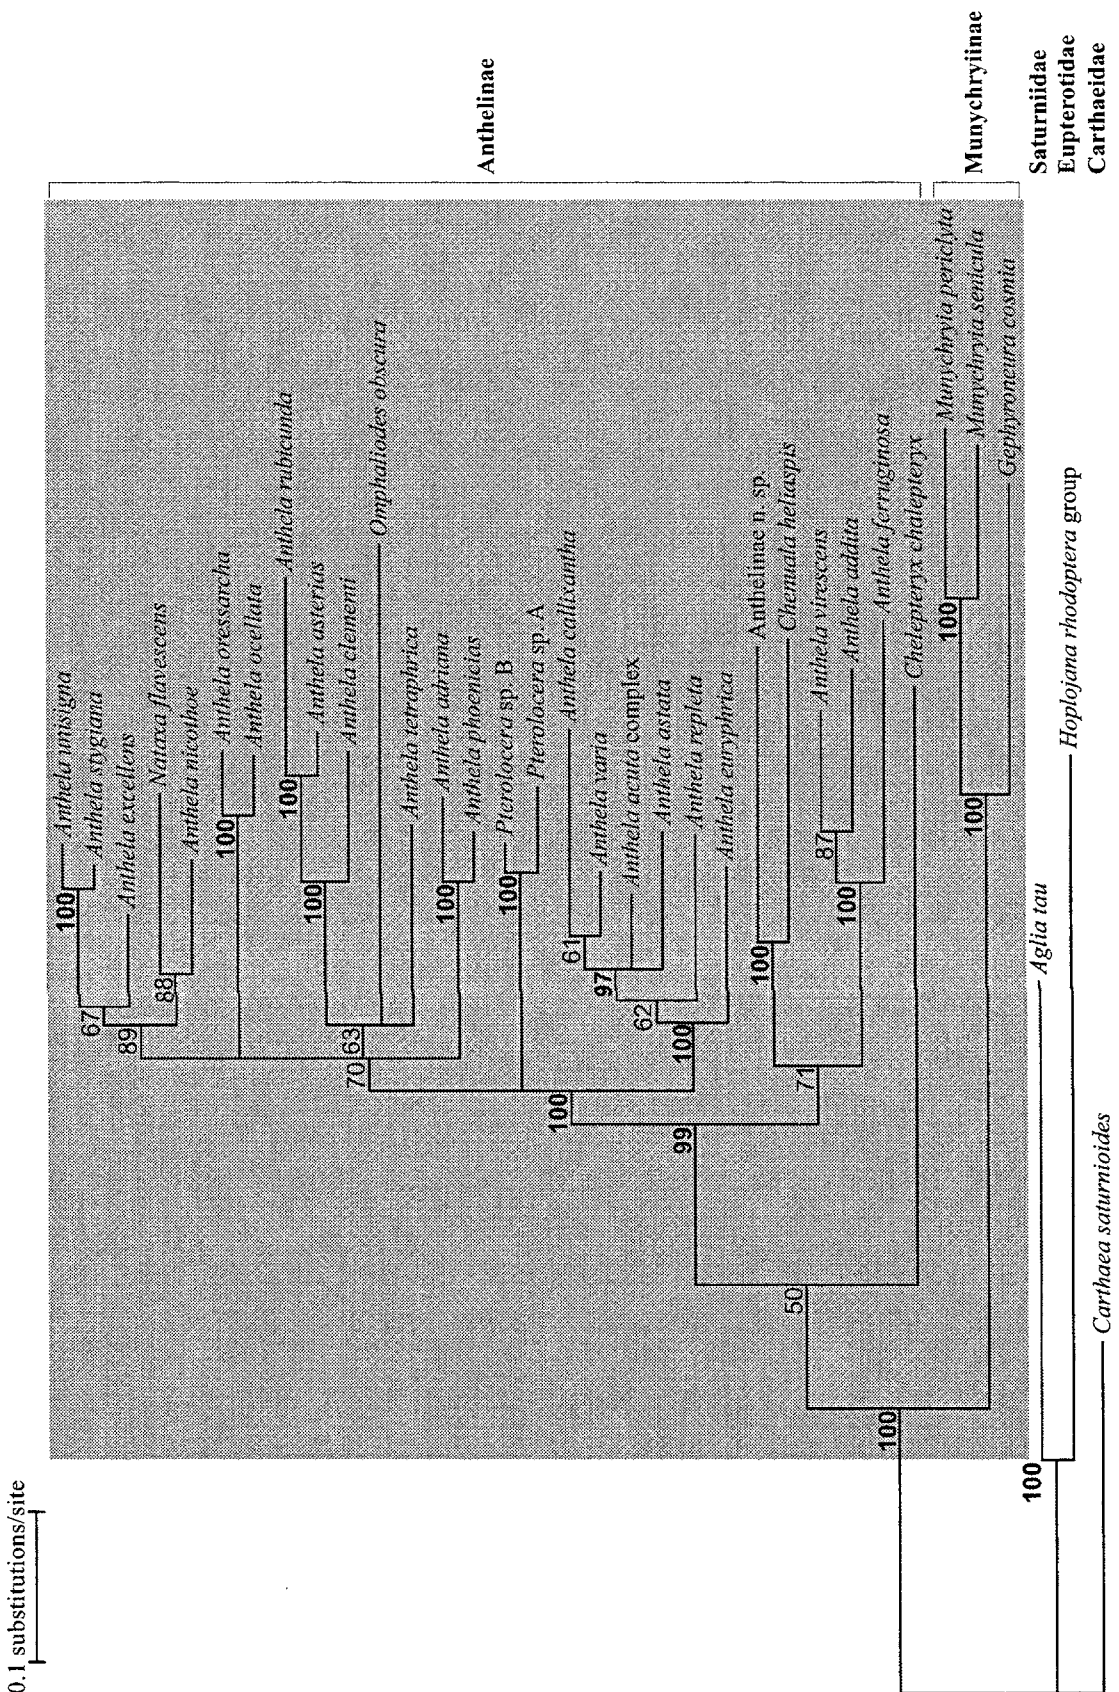 0.1 substitutions/site
Anthela unisigna
Anthela stygiana
Anthela excellens
Nataxa flavescens
Anthela nicothoe
Anthela oressarcha
Anthela ocellata
Anthela rubicunda
Anthela asterias
Anthela clementi
Omphaliodes obscura
Anthela tetraphrica
Anthela adriana
Anthela phoenicias
Pterolocera sp. B
Pterolocera sp. A
Anthela callixantha
Anthela varia
Anthela acuta complex
Anthela astata
Anthela repleta
Anthela euryphrica
Anthelinae n. sp.
Chenuala heliaspis
Anthela virescens
Anthela addita
Anthela ferruginosa
Chelepteryx chalepteryx
Munychryia periclyta
Munychryia senicula
Gephyroneura cosmia
Aglia tau
Hoplojana rhodoptera group
Carthaea saturnioides
Anthelinae
Munychryiinae
Saturniidae
Eupterotidae
Carthaeidae
100
67
89
88
100
100
100
63
70
100
100
61
97
62
100
100
100
87
100
71
99
50
100
100
100
100